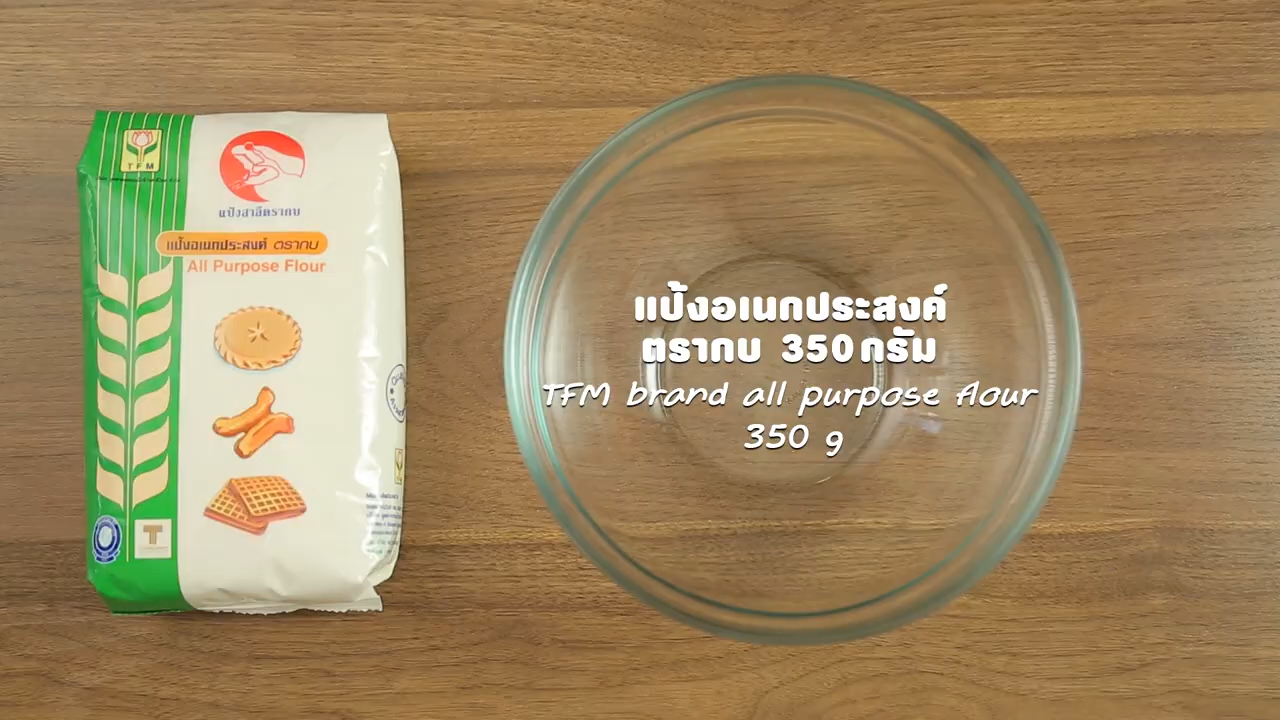 TFM
แป้งสาลีตรากบ
แป้งอเนกประสงค์ ตรากบ
All Purpose Flour
T
แป้งอเนกประสงค์
ตรากบ 350 กรัม
TFM brand all purpose flour
350 g